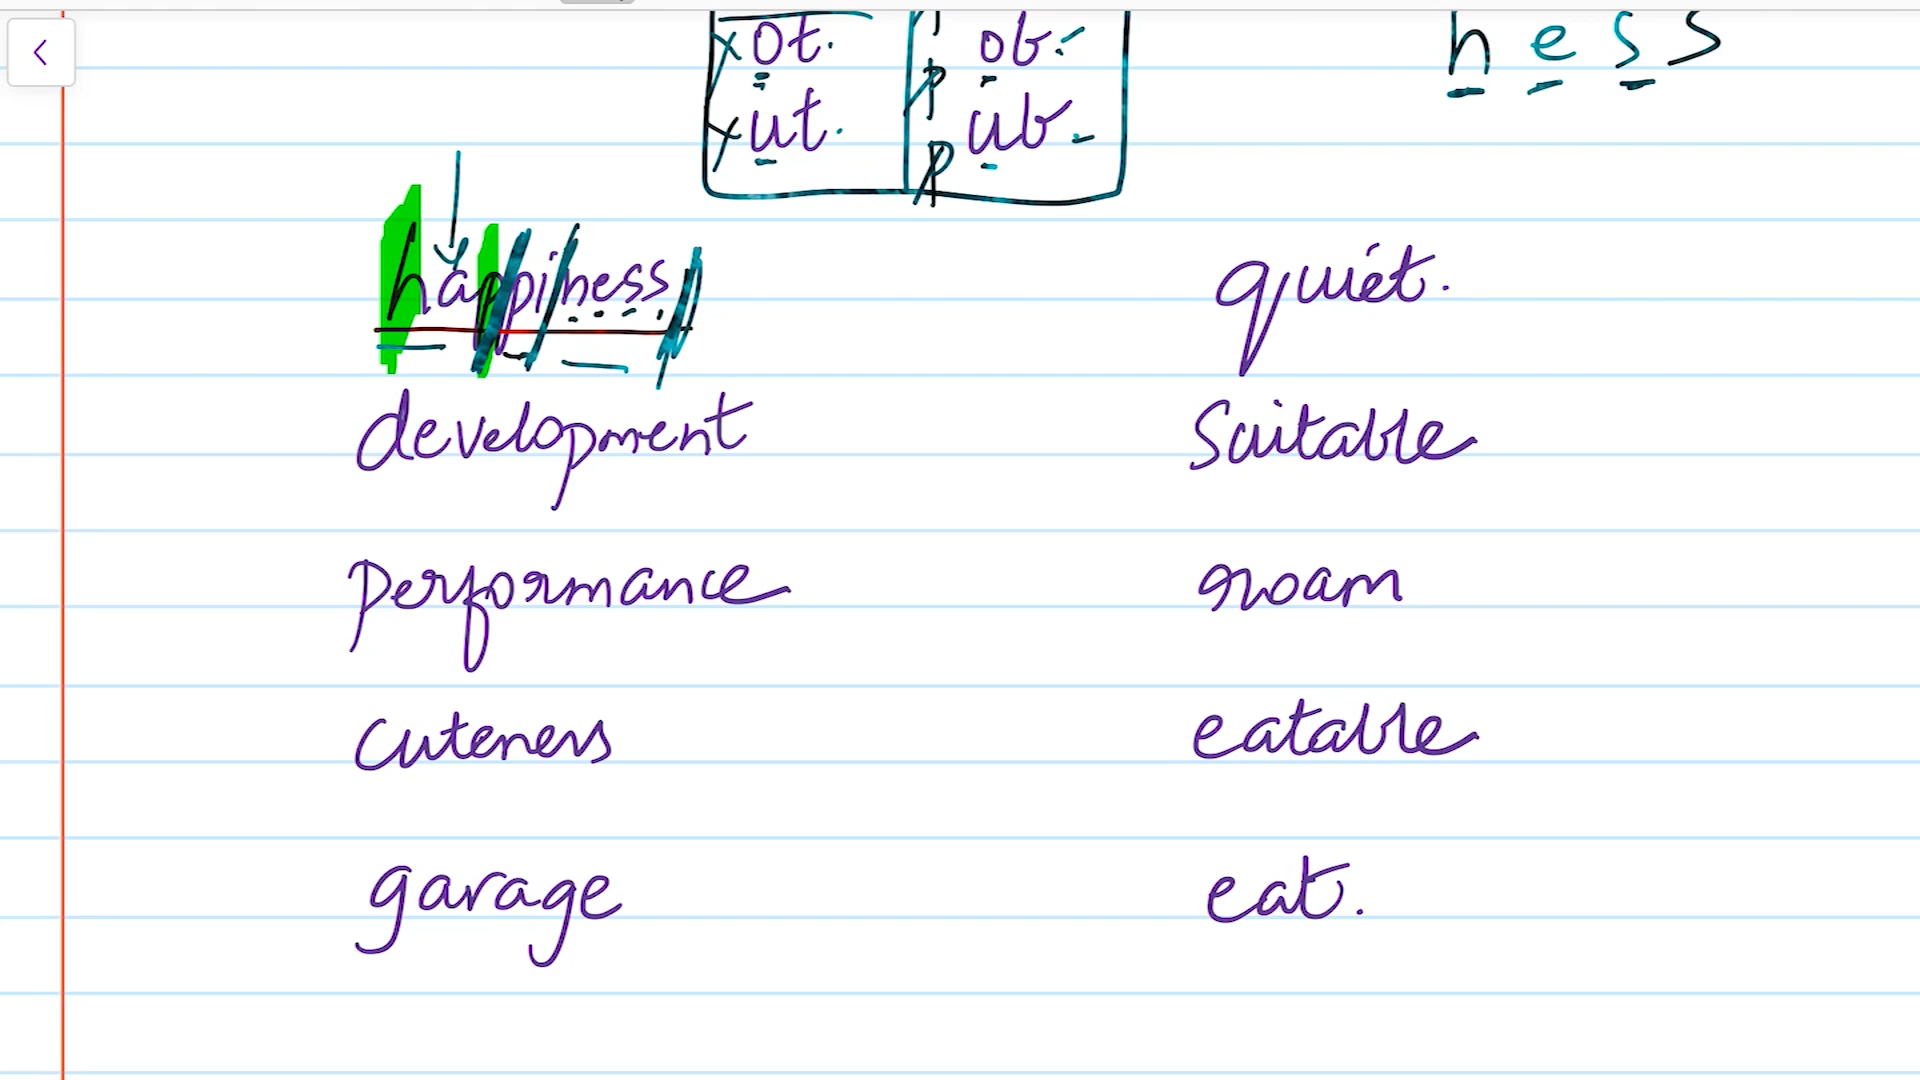 ot. ob. h e s s
ut. ub
happiness quiet.
development Suitable
performance roam
cuteness eatable
garage eat.